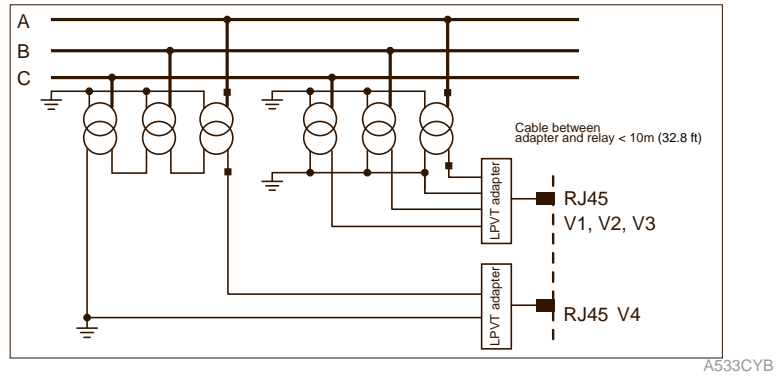 A
B
C
Cable between
adapter and relay < 10m (32.8 ft)
LPVT adapter
RJ45
V1, V2, V3
LPVT adapter
RJ45 V4
A533CYB